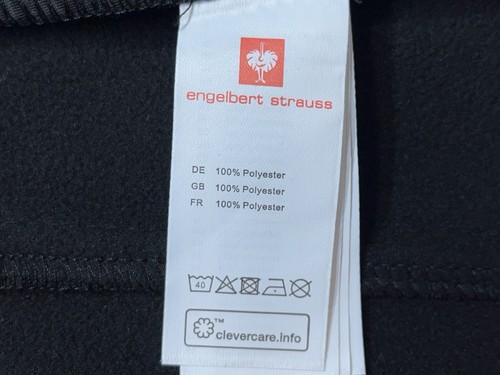 engelbert strauss
DE 100% Polyester
GB 100% Polyester
FR 100% Polyester
40
™
clevercare.info